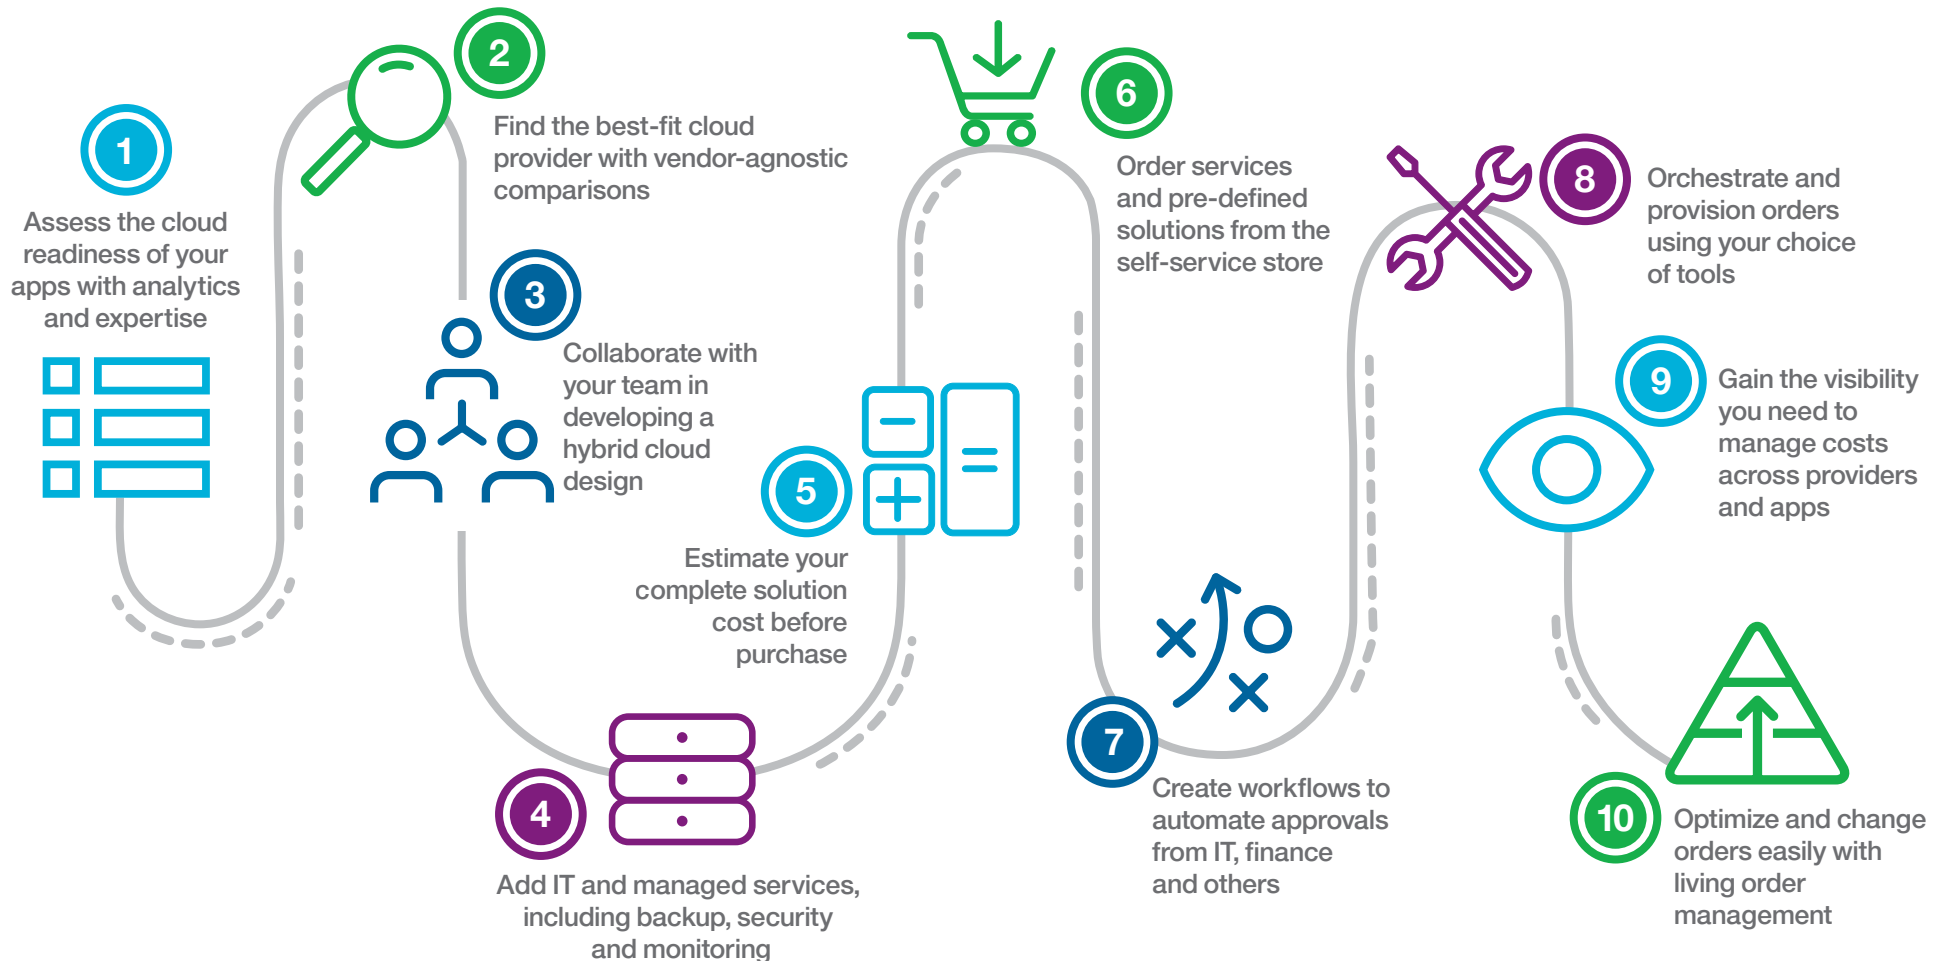 1
Assess the cloud
readiness of your
apps with analytics
and expertise
2
Find the best-fit cloud
provider with vendor-agnostic
comparisons
3
Collaborate with
your team in
developing a
hybrid cloud
design
4
Add IT and managed services,
including backup, security
and monitoring
5
Estimate your
complete solution
cost before
purchase
6
Order services
and pre-defined
solutions from the
self-service store
7
Create workflows to
automate approvals
from IT, finance
and others
8
Orchestrate and
provision orders
using your choice
of tools
9
Gain the visibility
you need to
manage costs
across providers
and apps
10
Optimize and change
orders easily with
living order
management